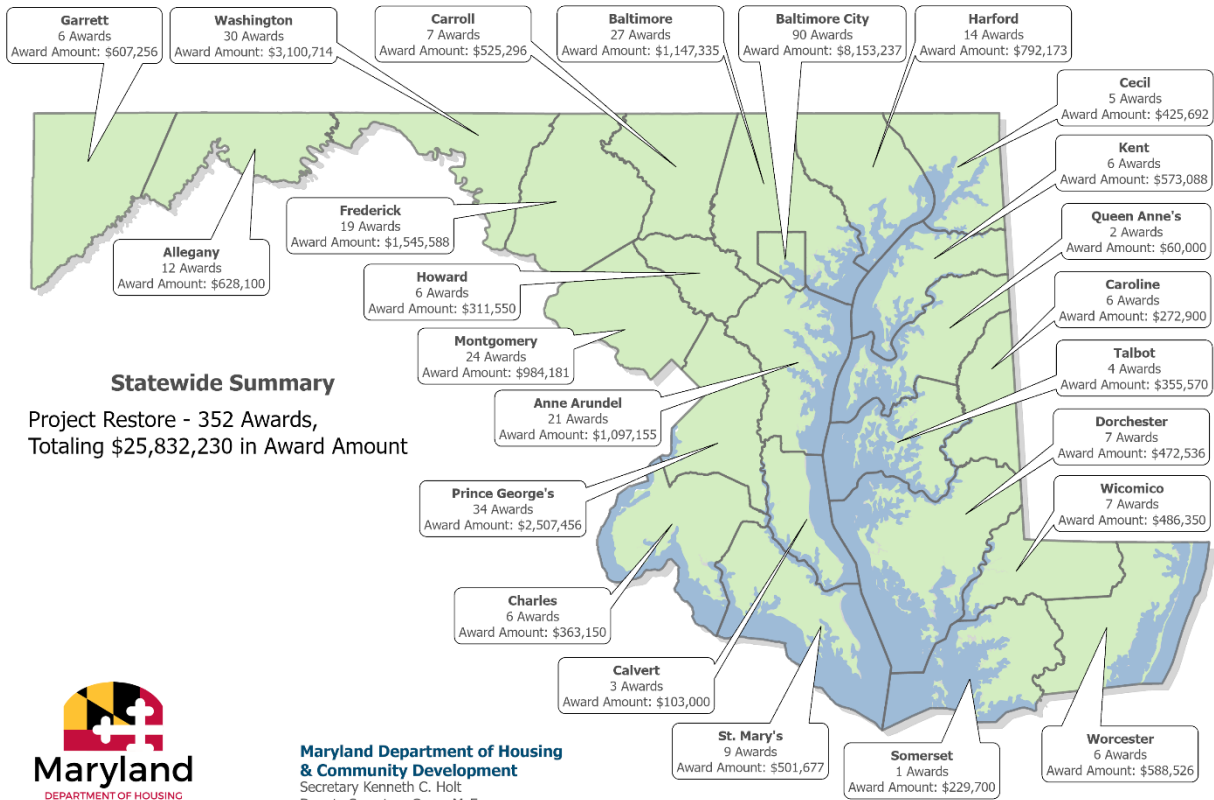 Garrett
6 Awards
Award Amount: $607,256
Washington
30 Awards
Award Amount: $3,100,714
Carroll
7 Awards
Award Amount: $525,296
Baltimore
27 Awards
Award Amount: $1,147,335
Baltimore City
90 Awards
Award Amount: $8,153,237
Harford
14 Awards
Award Amount: $792,173
Cecil
5 Awards
Award Amount: $425,692
Kent
6 Awards
Award Amount: $573,088
Queen Anne's
2 Awards
Award Amount: $60,000
Caroline
6 Awards
Award Amount: $272,900
Talbot
4 Awards
Award Amount: $355,570
Dorchester
7 Awards
Award Amount: $472,536
Wicomico
7 Awards
Award Amount: $486,350
Allegany
12 Awards
Award Amount: $628,100
Frederick
19 Awards
Award Amount: $1,545,588
Howard
6 Awards
Award Amount: $311,550
Montgomery
24 Awards
Award Amount: $984,181
Anne Arundel
21 Awards
Award Amount: $1,097,155
Prince George's
34 Awards
Award Amount: $2,507,456
Charles
6 Awards
Award Amount: $363,150
Calvert
3 Awards
Award Amount: $103,000
St. Mary's
9 Awards
Award Amount: $501,677
Somerset
1 Awards
Award Amount: $229,700
Worcester
6 Awards
Award Amount: $588,526
Statewide Summary
Project Restore - 352 Awards,
Totaling $25,832,230 in Award Amount
Maryland
DEPARTMENT OF HOUSING
Maryland Department of Housing
& Community Development
Secretary Kenneth C. Holt